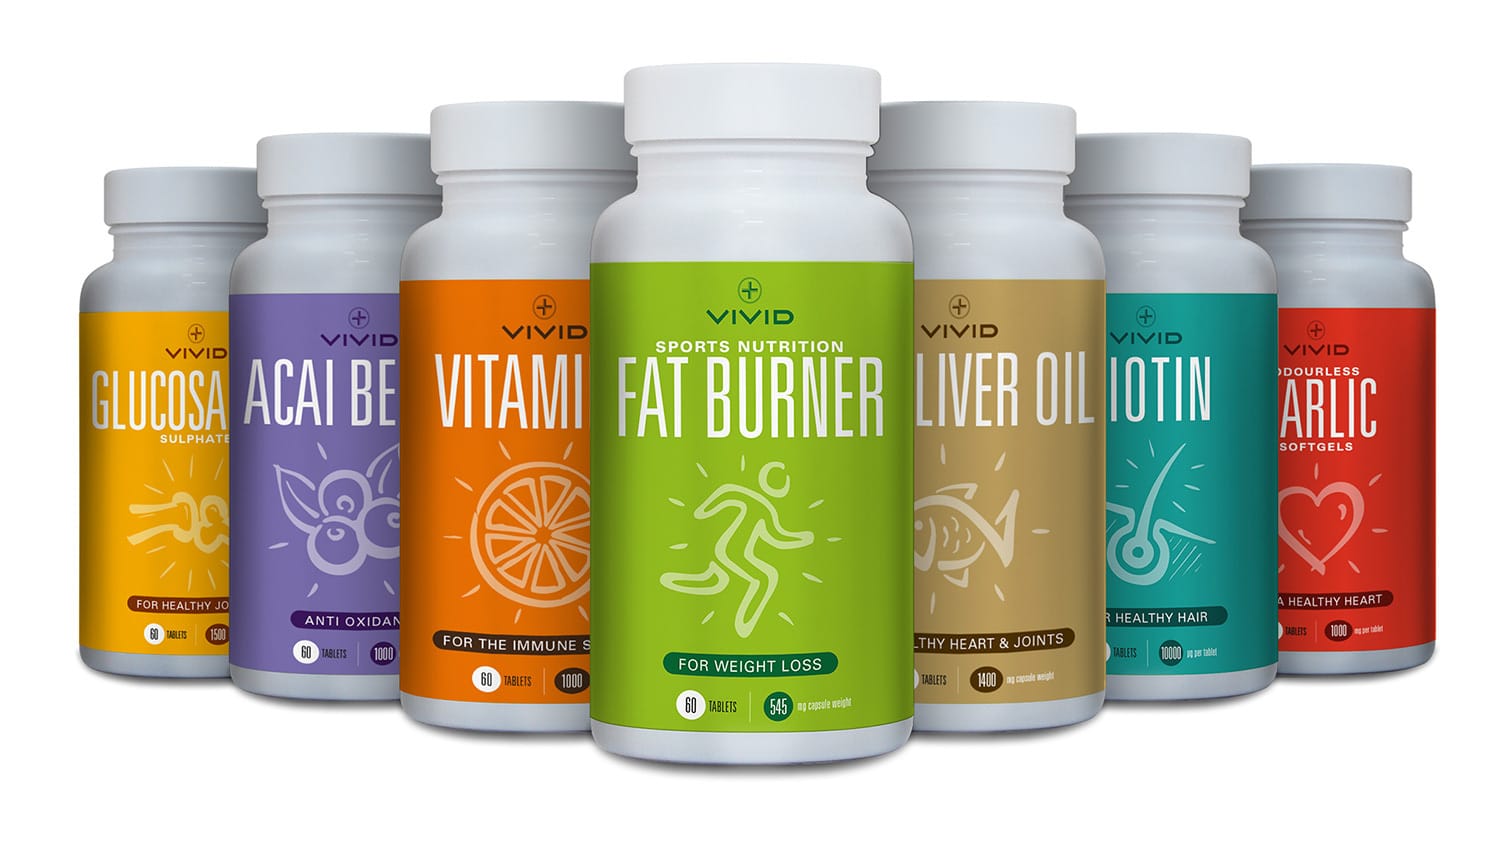 VIVID
GLUCOSA
SULPHATE
FOR HEALTHY JO
60 TABLETS 1500
VIVID
ACAI BE
ANTI OXIDAN
60 TABLETS 1000
VIVID
VITAMI
FOR THE IMMUNE S
60 TABLETS 1000
VIVID
SPORTS NUTRITION
FAT BURNER
FOR WEIGHT LOSS
60 TABLETS 545 mg capsule weight
VIVID
LIVER OIL
LTHY HEART & JOINTS
TABLETS 1400 mg capsule weight
VIVID
IOTIN
R HEALTHY HAIR
TABLETS 10000 µg per tablet
VIVID
ODOURLESS
ARLIC
SOFTGELS
A HEALTHY HEART
TABLETS 1000 mg per tablet